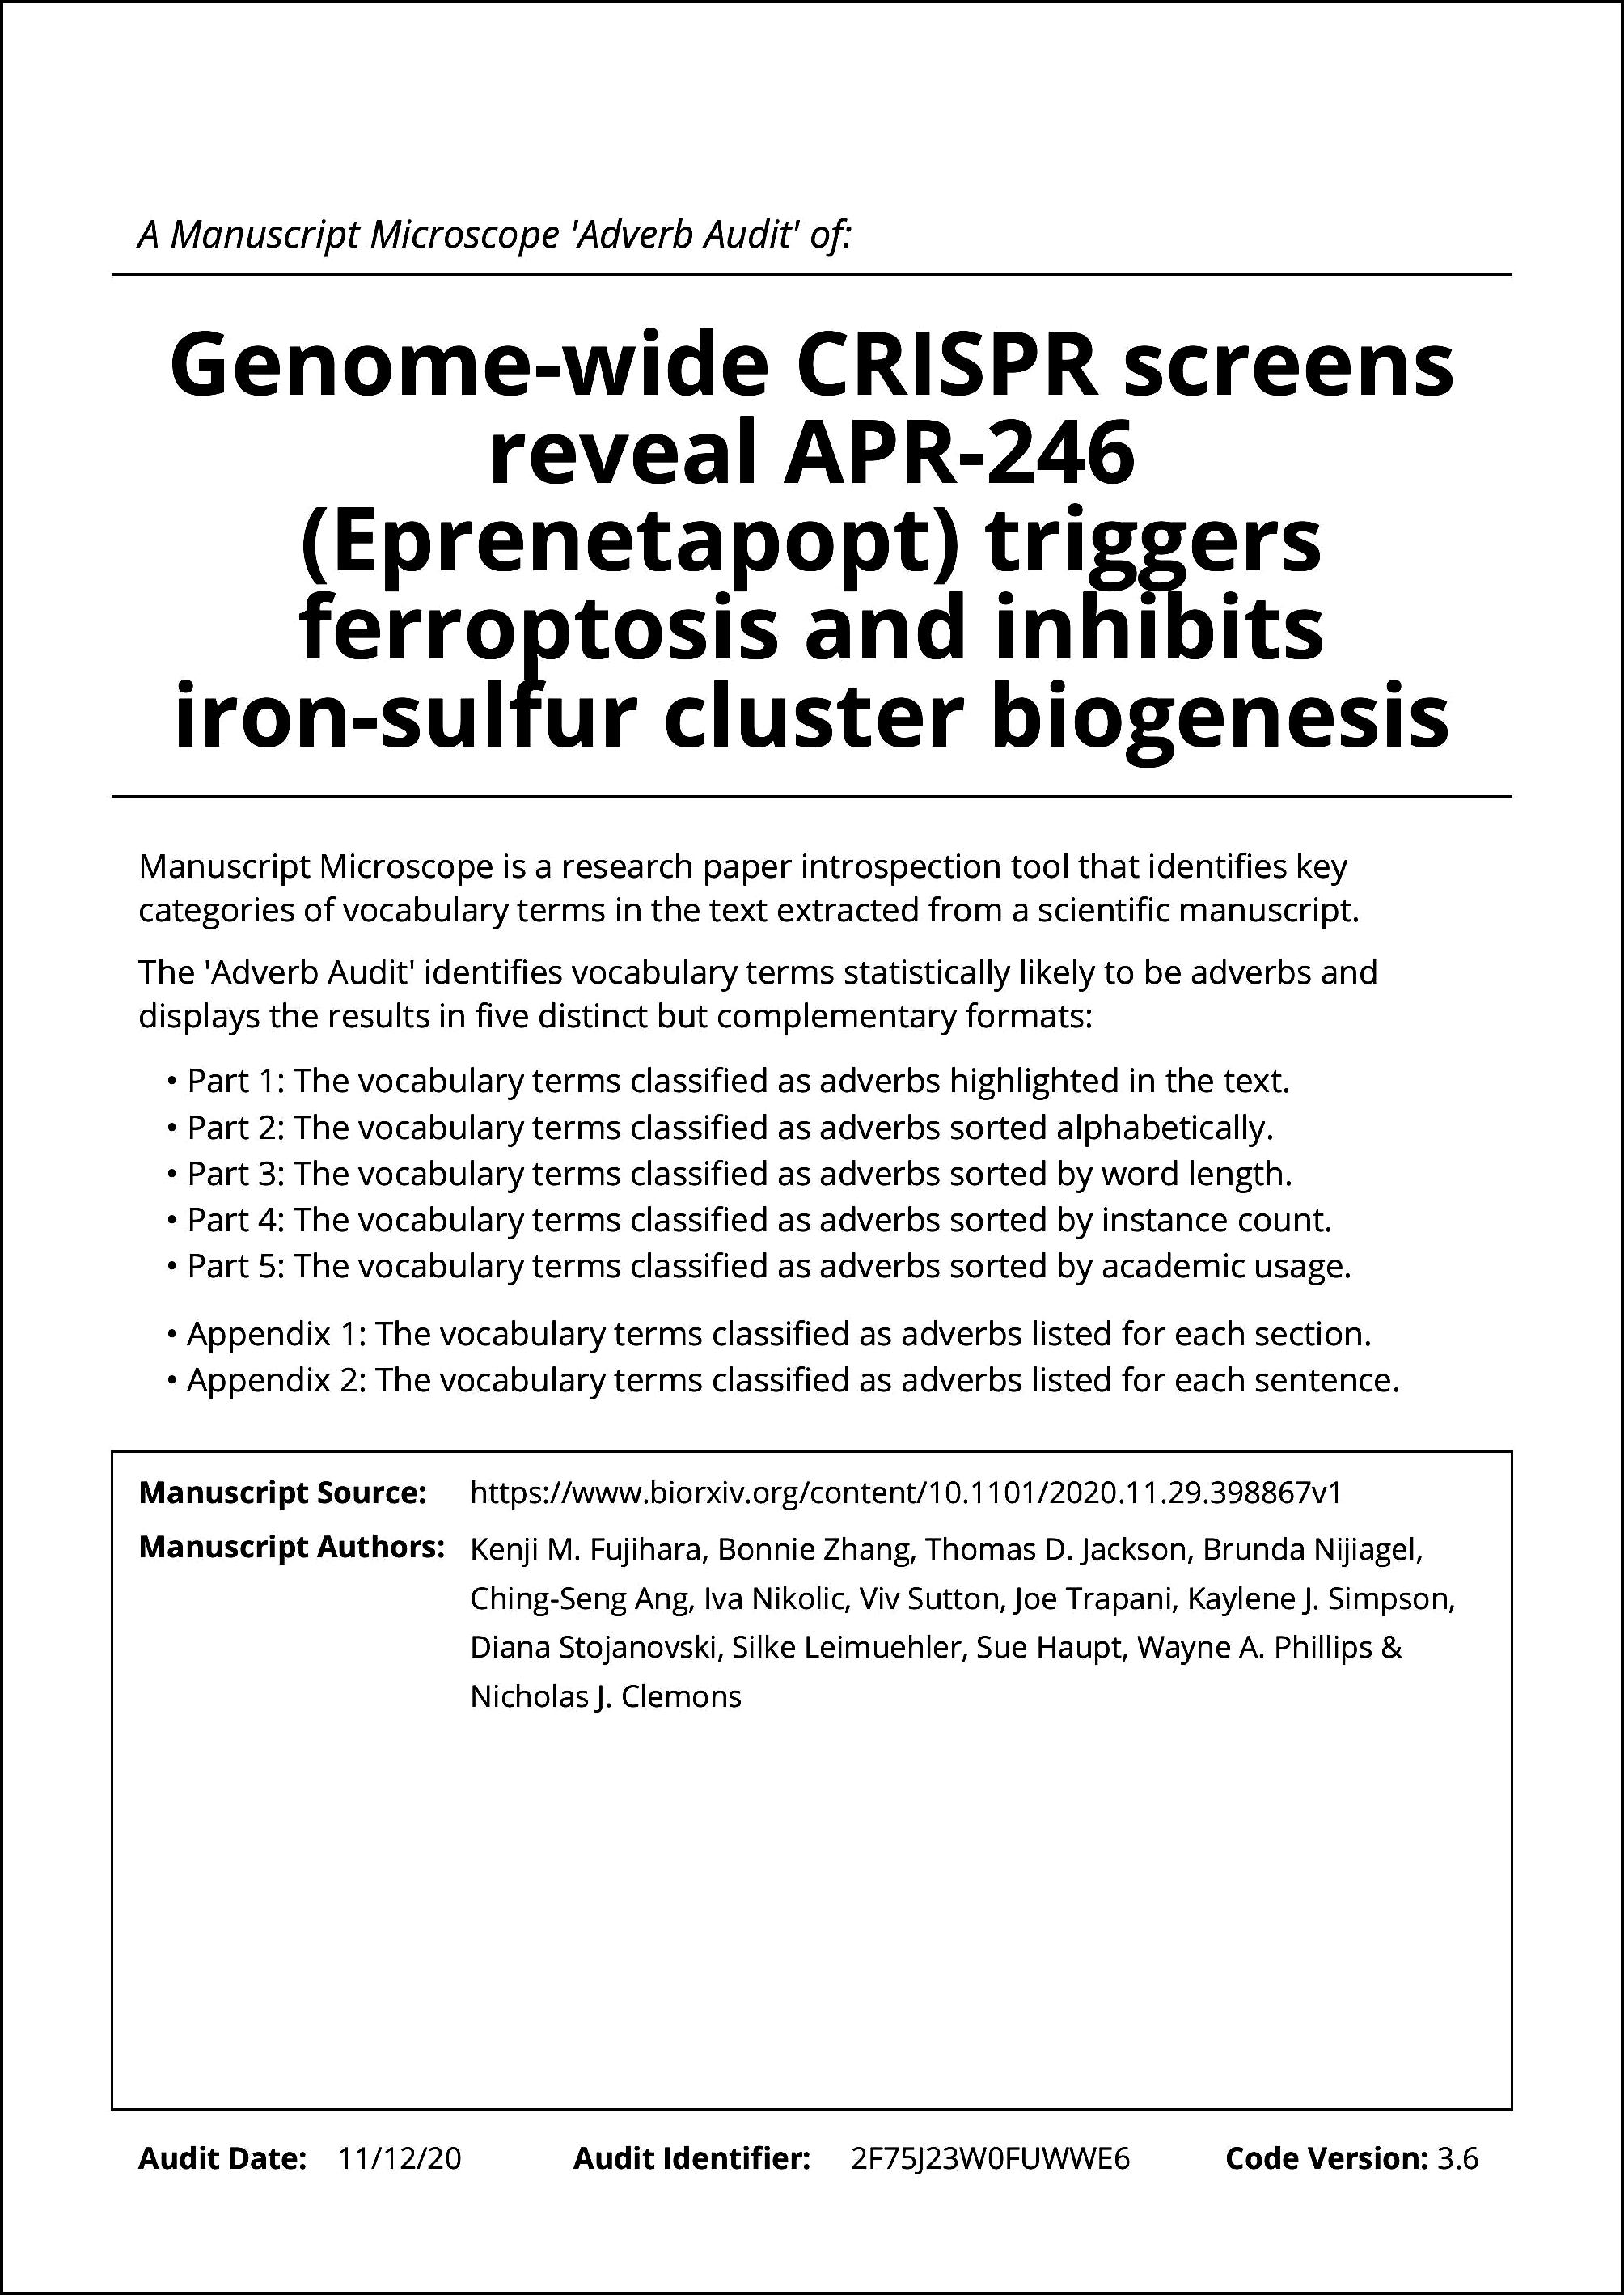 A Manuscript Microscope 'Adverb Audit' of:
Genome-wide CRISPR screens
reveal APR-246
(Eprenetapopt) triggers
ferroptosis and inhibits
iron-sulfur cluster biogenesis
Manuscript Microscope is a research paper introspection tool that identifies key
categories of vocabulary terms in the text extracted from a scientific manuscript.
The 'Adverb Audit' identifies vocabulary terms statistically likely to be adverbs and
displays the results in five distinct but complementary formats:
• Part 1: The vocabulary terms classified as adverbs highlighted in the text.
• Part 2: The vocabulary terms classified as adverbs sorted alphabetically.
• Part 3: The vocabulary terms classified as adverbs sorted by word length.
• Part 4: The vocabulary terms classified as adverbs sorted by instance count.
• Part 5: The vocabulary terms classified as adverbs sorted by academic usage.
• Appendix 1: The vocabulary terms classified as adverbs listed for each section.
• Appendix 2: The vocabulary terms classified as adverbs listed for each sentence.
Manuscript Source: https://www.biorxiv.org/content/10.1101/2020.11.29.398867v1
Manuscript Authors: Kenji M. Fujihara, Bonnie Zhang, Thomas D. Jackson, Brunda Nijiagel,
Ching-Seng Ang, Iva Nikolic, Viv Sutton, Joe Trapani, Kaylene J. Simpson,
Diana Stojanovski, Silke Leimuehler, Sue Haupt, Wayne A. Phillips &
Nicholas J. Clemons
Audit Date: 11/12/20 Audit Identifier: 2F75J23W0FUWWE6 Code Version: 3.6